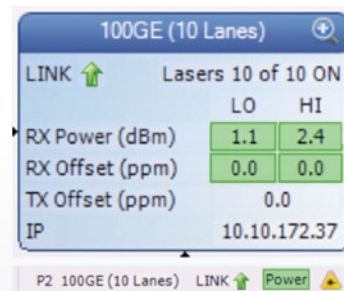 100GE (10 Lanes)
LINK Lasers 10 of 10 ON
LO HI
RX Power (dBm) 1.1 2.4
RX Offset (ppm) 0.0 0.0
TX Offset (ppm) 0.0
IP 10.10.172.37
P2 100GE (10 Lanes) LINK Power